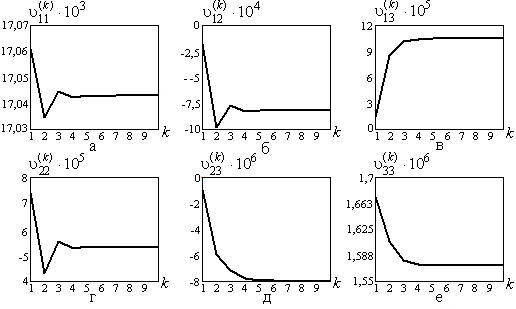 υ₁₁⁽ᵏ⁾ · 10³
17,07
17,06
17,05
17,04
17,03
1 2 3 4 5 6 7 8 9 k
а
υ₁₂⁽ᵏ⁾ · 10⁴
0
-2,5
-5
-7,5
-10
1 2 3 4 5 6 7 8 9 k
б
υ₁₃⁽ᵏ⁾ · 10⁵
12
9
6
3
0
1 2 3 4 5 6 7 8 9 k
в
υ₂₂⁽ᵏ⁾ · 10⁵
8
7
6
-5
4
1 2 3 4 5 6 7 8 9 k
г
υ₂₃⁽ᵏ⁾ · 10⁶
0
-2
-4
-6
-8
1 2 3 4 5 6 7 8 9 k
д
υ₃₃⁽ᵏ⁾ · 10⁶
1,7
1,663
1,625
1,588
1,55
1 2 3 4 5 6 7 8 9 k
е